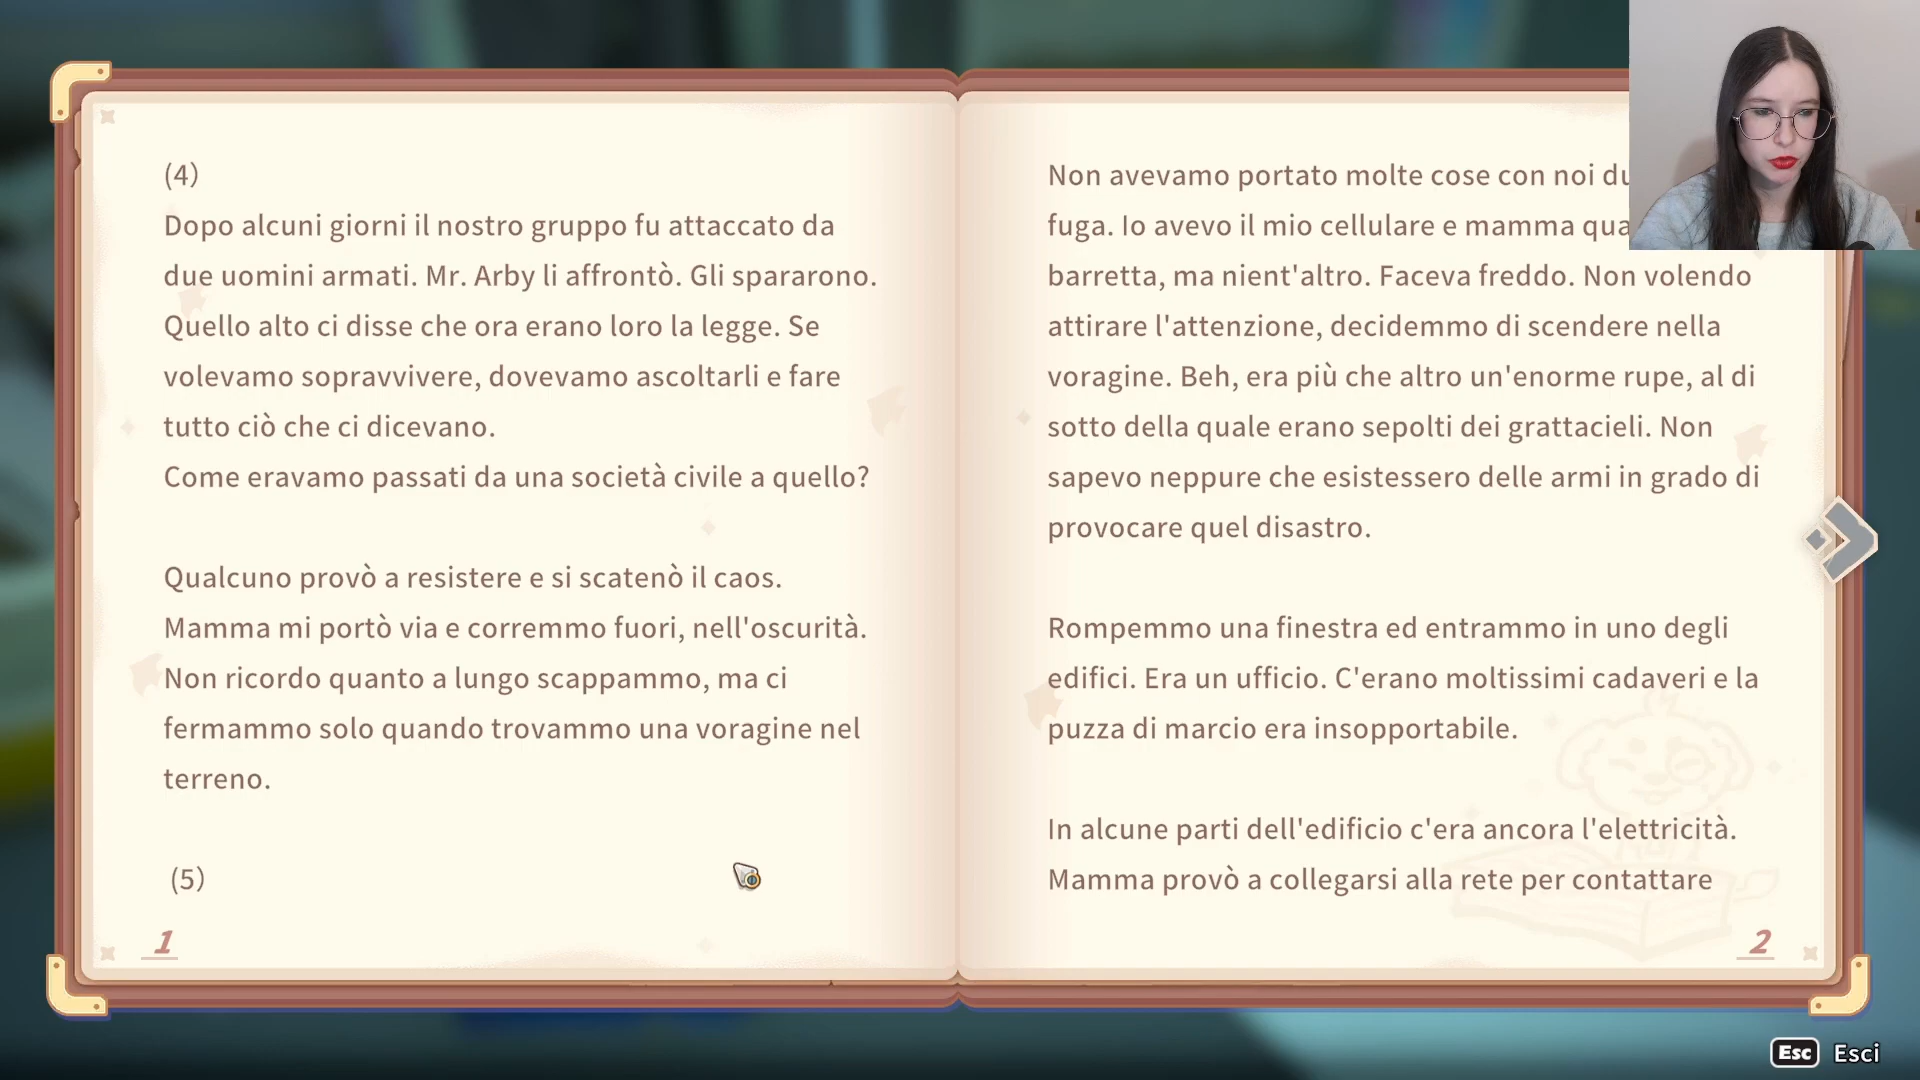 (4)
Dopo alcuni giorni il nostro gruppo fu attaccato da
due uomini armati. Mr. Arby li affrontò. Gli spararono.
Quello alto ci disse che ora erano loro la legge. Se
volevamo sopravvivere, dovevamo ascoltarli e fare
tutto ciò che ci dicevano.
Come eravamo passati da una società civile a quello?
Qualcuno provò a resistere e si scatenò il caos.
Mamma mi portò via e corremmo fuori, nell'oscurità.
Non ricordo quanto a lungo scappammo, ma ci
fermammo solo quando trovammo una voragine nel
terreno.
(5)
1
Non avevamo portato molte cose con noi
fuga. Io avevo il mio cellulare e mamma
barretta, ma nient'altro. Faceva freddo. Non volendo
attirare l'attenzione, decidemmo di scendere nella
voragine. Beh, era più che altro un'enorme rupe, al di
sotto della quale erano sepolti dei grattacieli. Non
sapevo neppure che esistessero delle armi in grado di
provocare quel disastro.
Rompemmo una finestra ed entrammo in uno degli
edifici. Era un ufficio. C'erano moltissimi cadaveri e la
puzza di marcio era insopportabile.
In alcune parti dell'edificio c'era ancora l'elettricità.
Mamma provò a collegarsi alla rete per contattare
2
Esc Esci